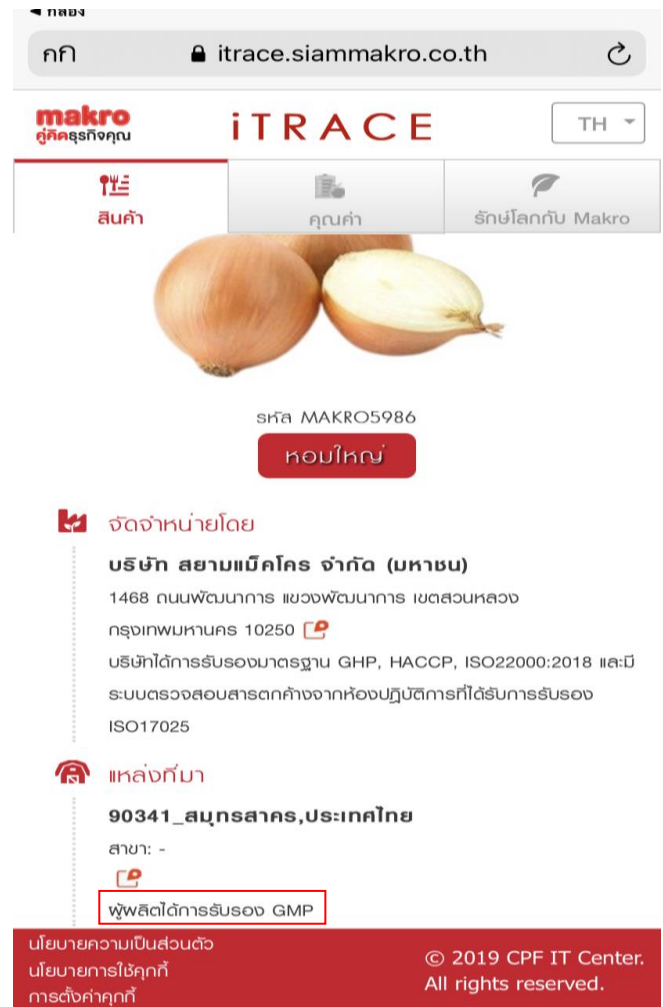 ◀ กล้อง
กกา itrace.siammakro.co.th
makro
คู่คิดธุรกิจคุณ
iTRACE
TH
สินค้า คุณค่า รักษ์โลกกับ Makro
รหัส MAKRO5986
หอมใหญ่
จัดจำหน่ายโดย
บริษัท สยามแม็คโคร จำกัด (มหาชน)
1468 ถนนพัฒนาการ แขวงพัฒนาการ เขตสวนหลวง
กรุงเทพมหานคร 10250
บริษัทได้การรับรองมาตรฐาน GHP, HACCP, ISO22000:2018 และมี
ระบบตรวจสอบสารตกค้างจากห้องปฏิบัติการที่ได้รับการรับรอง
ISO17025
แหล่งที่มา
90341_สมุทรสาคร,ประเทศไทย
สาขา: -
ผู้ผลิตได้การรับรอง GMP
นโยบายความเป็นส่วนตัว
นโยบายการใช้คุกกี้
การตั้งค่าคุกกี้
© 2019 CPF IT Center.
All rights reserved.